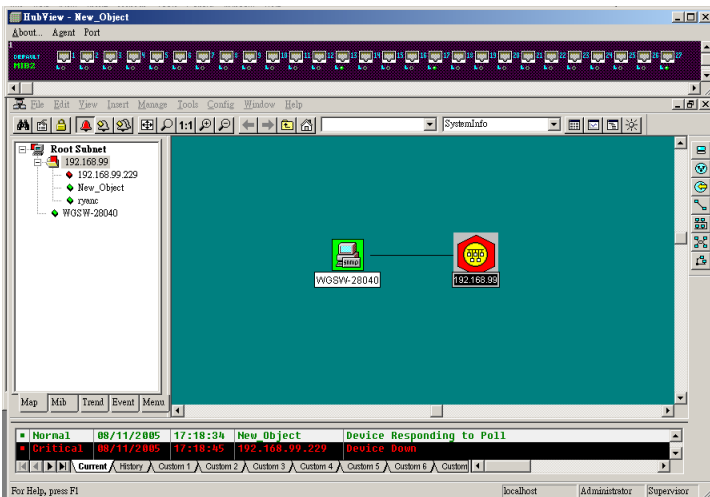 HubView - New_Object
About... Agent Port
1
DEFAULT
MIB2
1 2 3 4 5 6 7 8 9 10 11 12 13 14 15 16 17 18 19 20 21 22 23 24 25 26 27
File Edit View Insert Manage Tools Config Window Help
1:1 SystemInfo
Root Subnet
192.168.99
192.168.99.229
New_Object
ryanc
WGSW-28040
snmp
WGSW-28040
192.168.99
Map Mib Trend Event Menu
Normal 08/11/2005 17:18:34 New_Object Device Responding to Poll
Critical 08/11/2005 17:18:45 192.168.99.229 Device Down
Current History Custom 1 Custom 2 Custom 3 Custom 4 Custom 5 Custom 6 Custom
For Help, press F1 localhost Administrator Supervisor